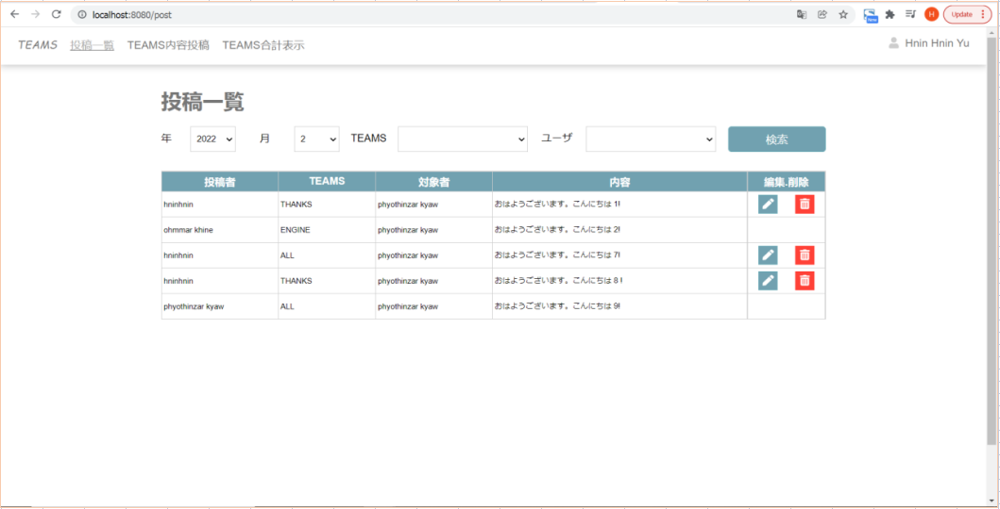 localhost:8080/post
New
H
Update
TEAMS 投稿一覧 TEAMS内容投稿 TEAMS合計表示 Hnin Hnin Yu
投稿一覧
年 2022 月 2 TEAMS ユーザ 検索
投稿者 TEAMS 対象者 内容 編集.削除
hninhnin THANKS phyothinzar kyaw おはようございます。こんにちは 1!
ohmmar khine ENGINE phyothinzar kyaw おはようございます。こんにちは 2!
hninhnin ALL phyothinzar kyaw おはようございます。こんにちは 7!
hninhnin THANKS phyothinzar kyaw おはようございます。こんにちは 8 !
phyothinzar kyaw ALL phyothinzar kyaw おはようございます。こんにちは 9!